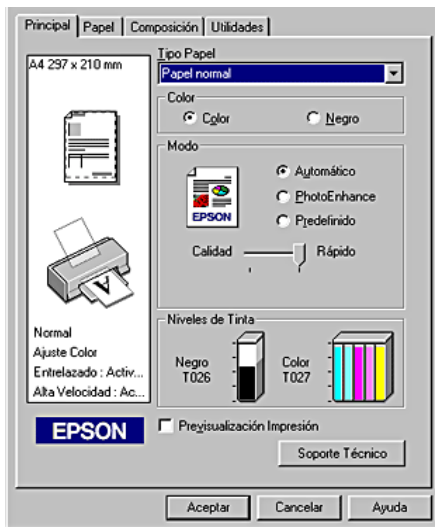 Principal Papel Composición Utilidades
A4 297 x 210 mm
Tipo Papel
Papel normal
Color
Color Negro
Modo
EPSON
Automático
PhotoEnhance
Predefinido
Calidad Rápido
A
Normal
Ajuste Color
Entrelazado : Activ...
Alta Velocidad : Ac...
Niveles de Tinta
Negro
T026
Color
T027
EPSON
Previsualización Impresión
Soporte Técnico
Aceptar Cancelar Ayuda